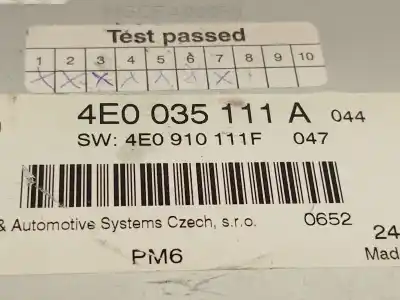 Test passed
1 2 3 4 5 6 7 8 9 10
4E0 035 111 A 044
SW: 4E0 910 111F 047
& Automotive Systems Czech, s.r.o. 0652
24
PM6 Mad